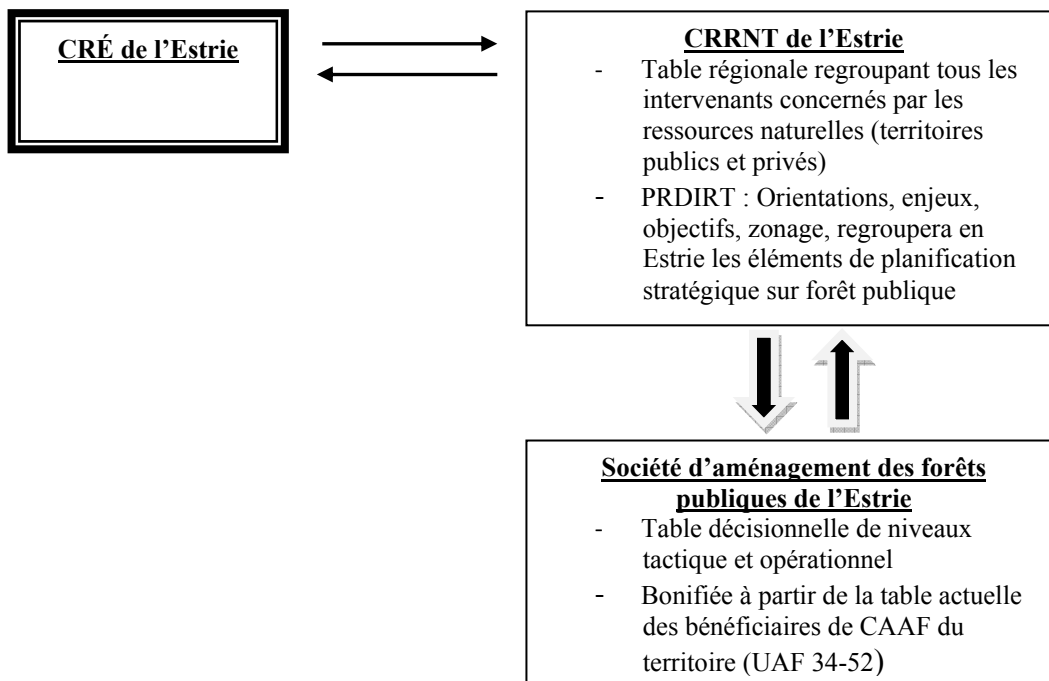 CRÉ de l’Estrie
CRRNT de l’Estrie
- Table régionale regroupant tous les
intervenants concernés par les
ressources naturelles (territoires
publics et privés)
- PRDIRT : Orientations, enjeux,
objectifs, zonage, regroupera en
Estrie les éléments de planification
stratégique sur forêt publique
Société d’aménagement des forêts
publiques de l’Estrie
- Table décisionnelle de niveaux
tactique et opérationnel
- Bonifiée à partir de la table actuelle
des bénéficiaires de CAAF du
territoire (UAF 34-52)